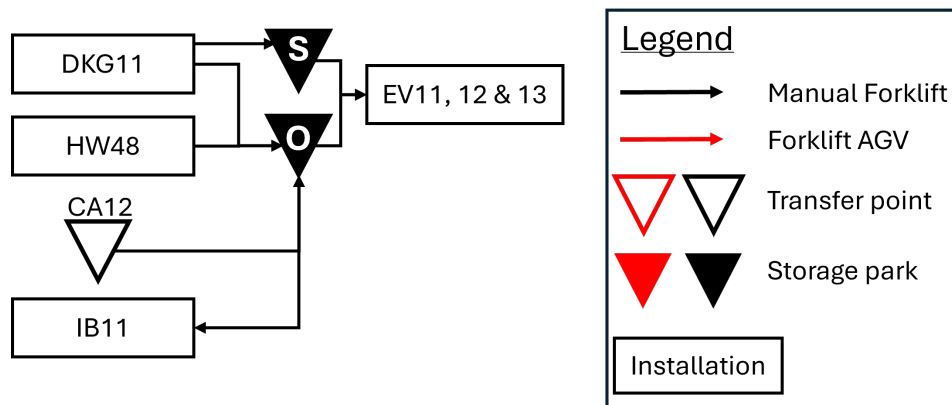 DKG11
S
EV11, 12 & 13
HW48
O
CA12
IB11
Legend
Manual Forklift
Forklift AGV
Transfer point
Storage park
Installation